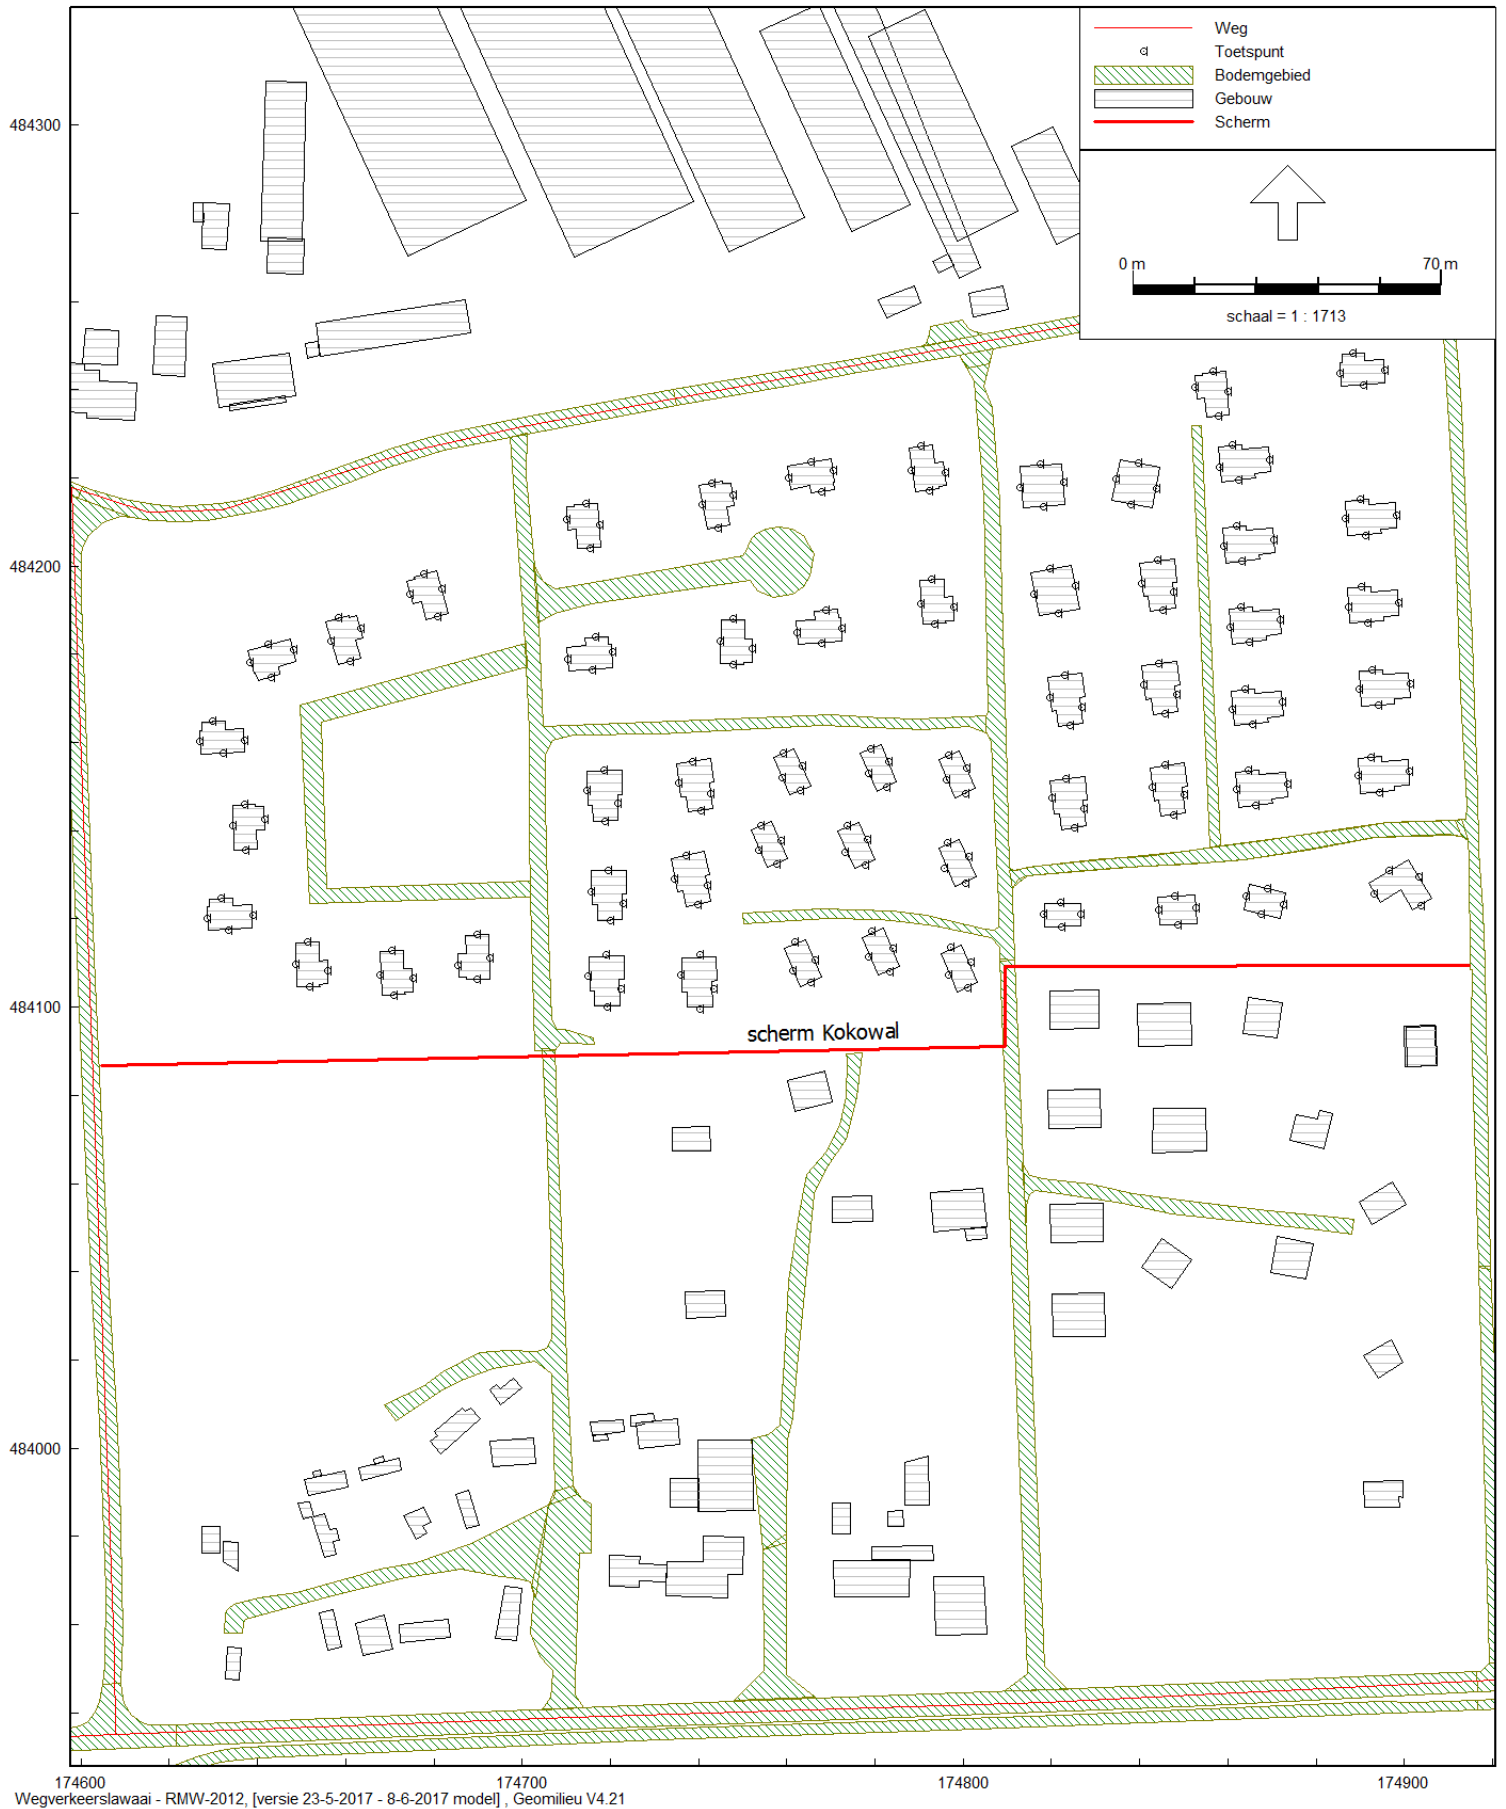 Weg
Toetspunt
Bodemgebied
Gebouw
Scherm
0 m 70 m
schaal = 1 : 1713
484300
484200
484100
scherm Kokowal
484000
174600 174700 174800 174900
Wegverkeerslawaai - RMW-2012, [versie 23-5-2017 - 8-6-2017 model] , Geomilieu V4.21